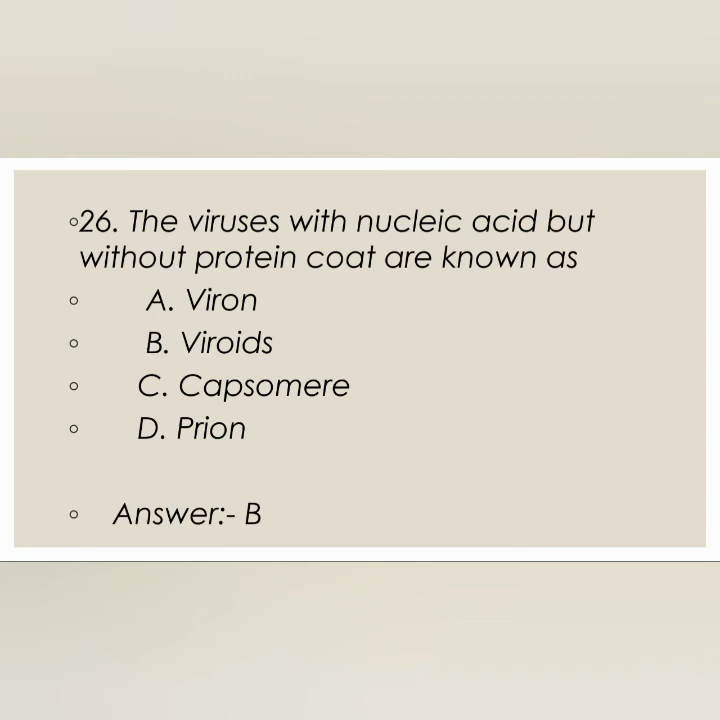 26. The viruses with nucleic acid but
without protein coat are known as
A. Viron
B. Viroids
C. Capsomere
D. Prion
Answer:- B